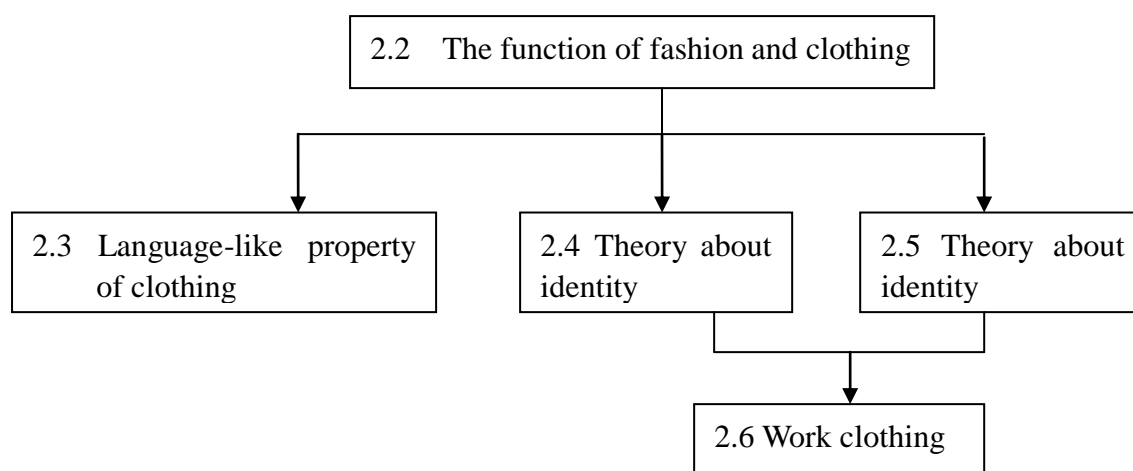 2.2 The function of fashion and clothing
2.3 Language-like property
of clothing
2.4 Theory about
identity
2.5 Theory about
identity
2.6 Work clothing